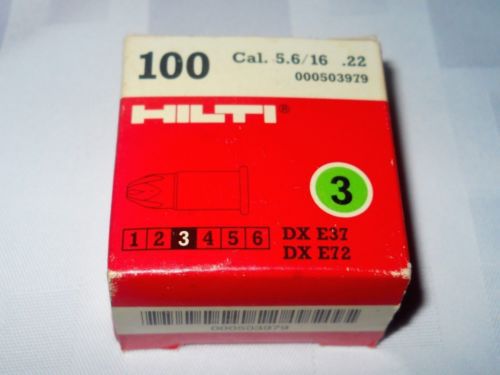 100 Cal. 5.6/16 .22
000503979
HILTI®
3
1 2 3 4 5 6 DX E37
DX E72
000503979